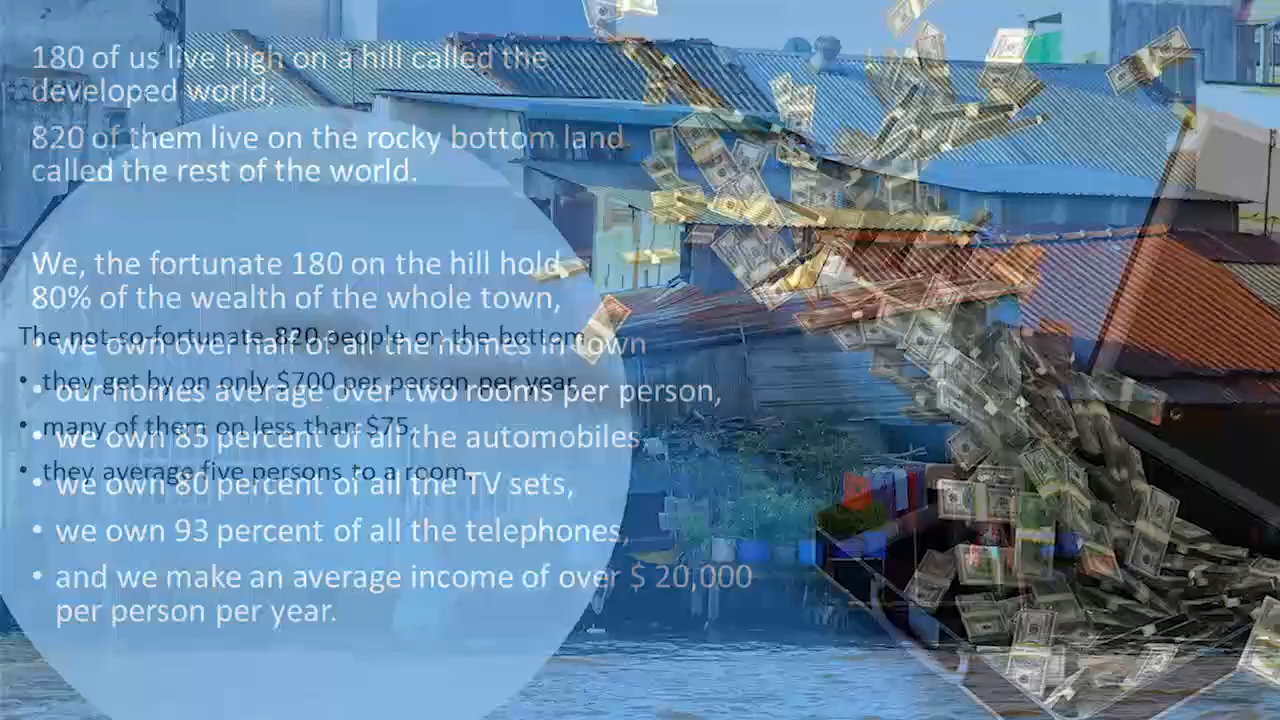 180 of us live high on a hill called the
developed world;
820 of them live on the rocky bottom land
called the rest of the world.
We, the fortunate 180 on the hill hold
80% of the wealth of the whole town,
• we own over half of all the homes in town
• our homes average over two rooms per person,
• we own 85 percent of all the automobiles,
• we own 80 percent of all the TV sets,
• we own 93 percent of all the telephones,
• and we make an average income of over $ 20,000
per person per year.
The not-so-fortunate 820 people on the bottom
• they get by on only $700 per person per year,
• many of them on less than $75,
• they average five persons to a room.